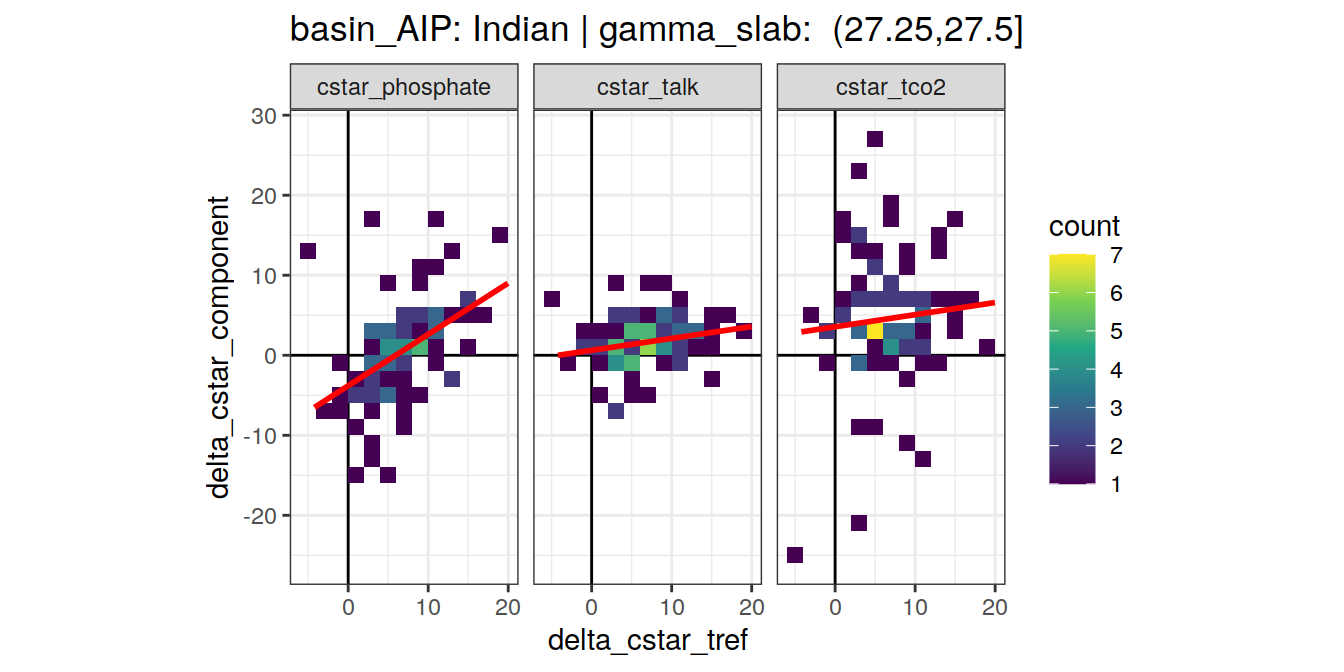 basin_AIP: Indian | gamma_slab:  (27.25,27.5]
cstar_phosphate cstar_talk cstar_tco2
30
20
10
0
-10
-20
delta_cstar_component
0 10 20 0 10 20 0 10 20
delta_cstar_tref
count
7
6
5
4
3
2
1